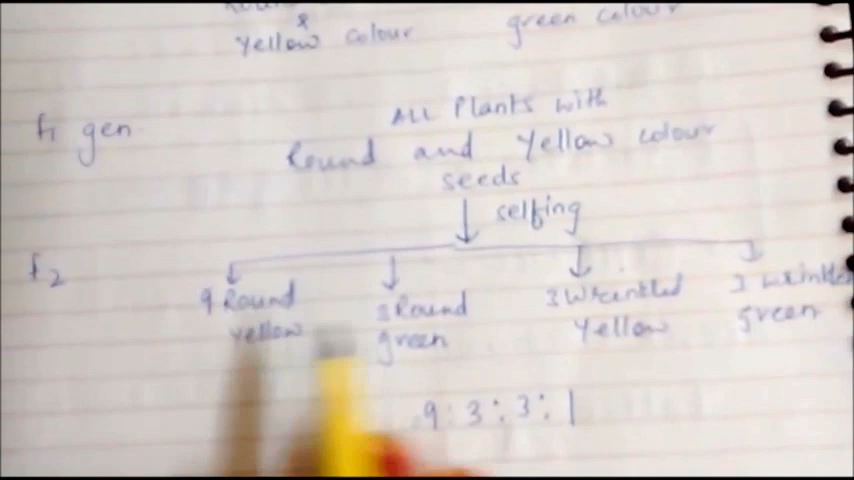 &
yellow colour
green colour
f1 gen
ALL Plants with
Round and Yellow colour
seeds
selfing
f2
9 Round
yellow
3 Round
green
3 Wrinkled
Yellow
green
9 : 3 : 3 : 1